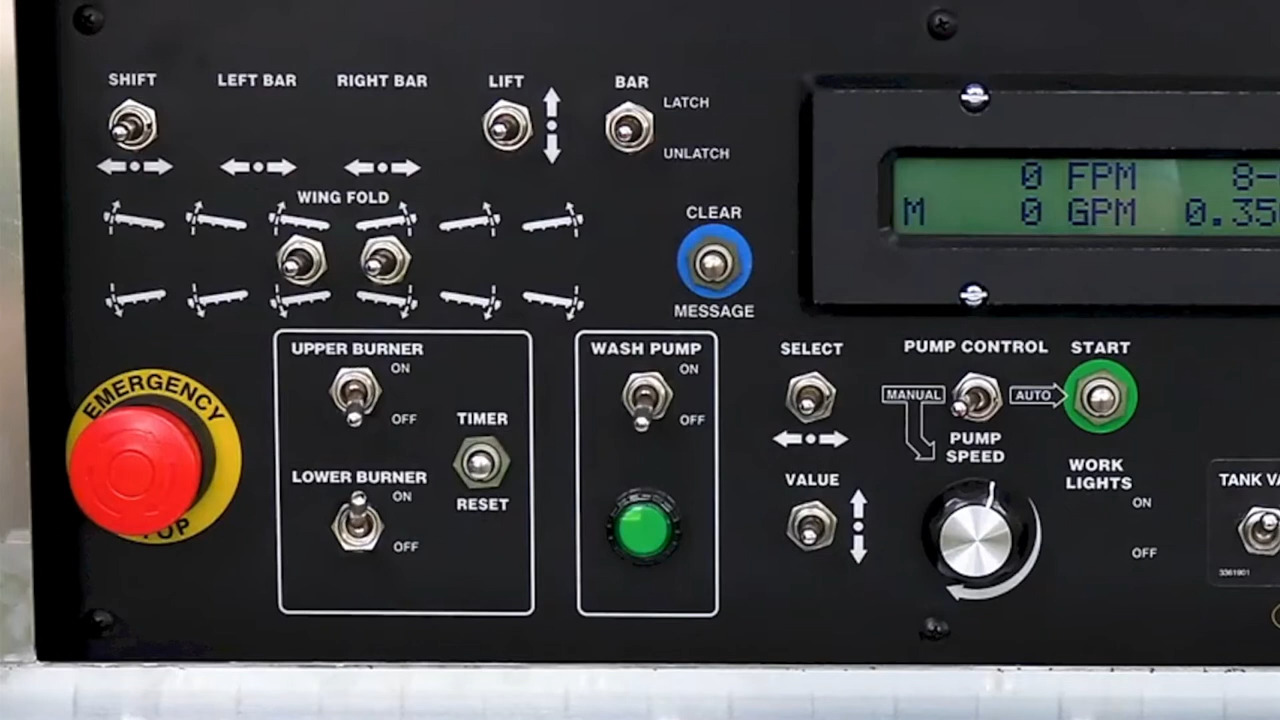 SHIFT LEFT BAR RIGHT BAR LIFT BAR
LATCH
UNLATCH
WING FOLD
CLEAR
MESSAGE
0 FPM 8-
M 0 GPM 0.35
EMERGENCY
STOP
UPPER BURNER
ON
OFF
LOWER BURNER
ON
OFF
TIMER
RESET
WASH PUMP
ON
OFF
SELECT
VALUE
PUMP CONTROL
MANUAL
AUTO
START
PUMP
SPEED
WORK
LIGHTS
ON
OFF
TANK VA
3361901